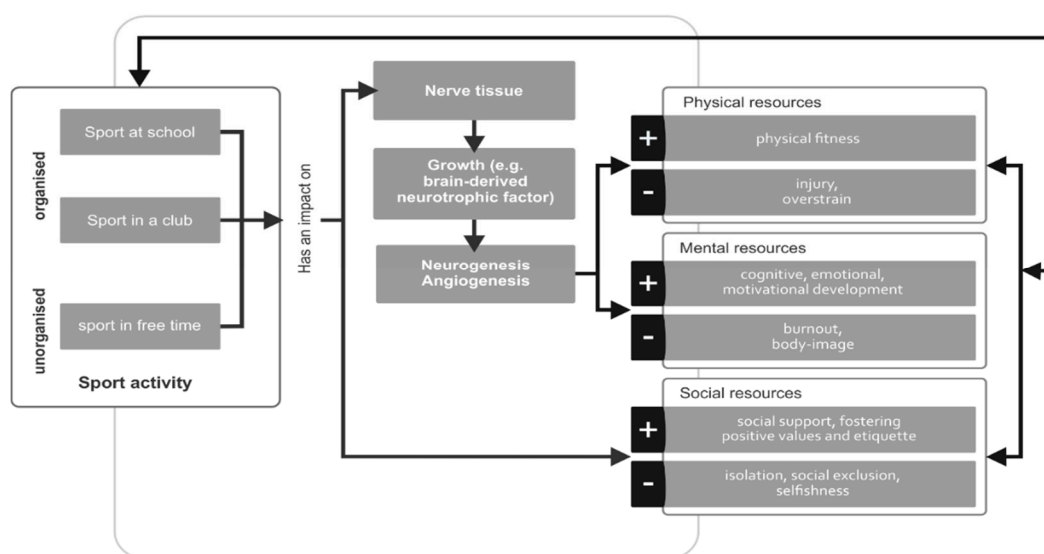 organised
unorganised
Sport at school
Sport in a club
sport in free time
Sport activity
Has an impact on
Nerve tissue
Growth (e.g.
brain-derived
neurotrophic factor)
Neurogenesis
Angiogenesis
Physical resources
+
physical fitness
-
injury,
overstrain
Mental resources
+
cognitive, emotional,
motivational development
-
burnout,
body-image
Social resources
+
social support, fostering
positive values and etiquette
-
isolation, social exclusion,
selfishness